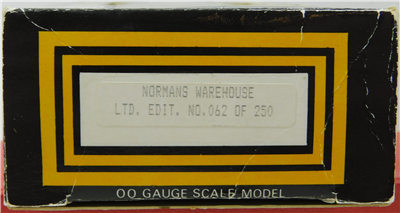 NORMANS WAREHOUSE
LTD. EDIT. NO.062 OF 250
OO GAUGE SCALE MODEL